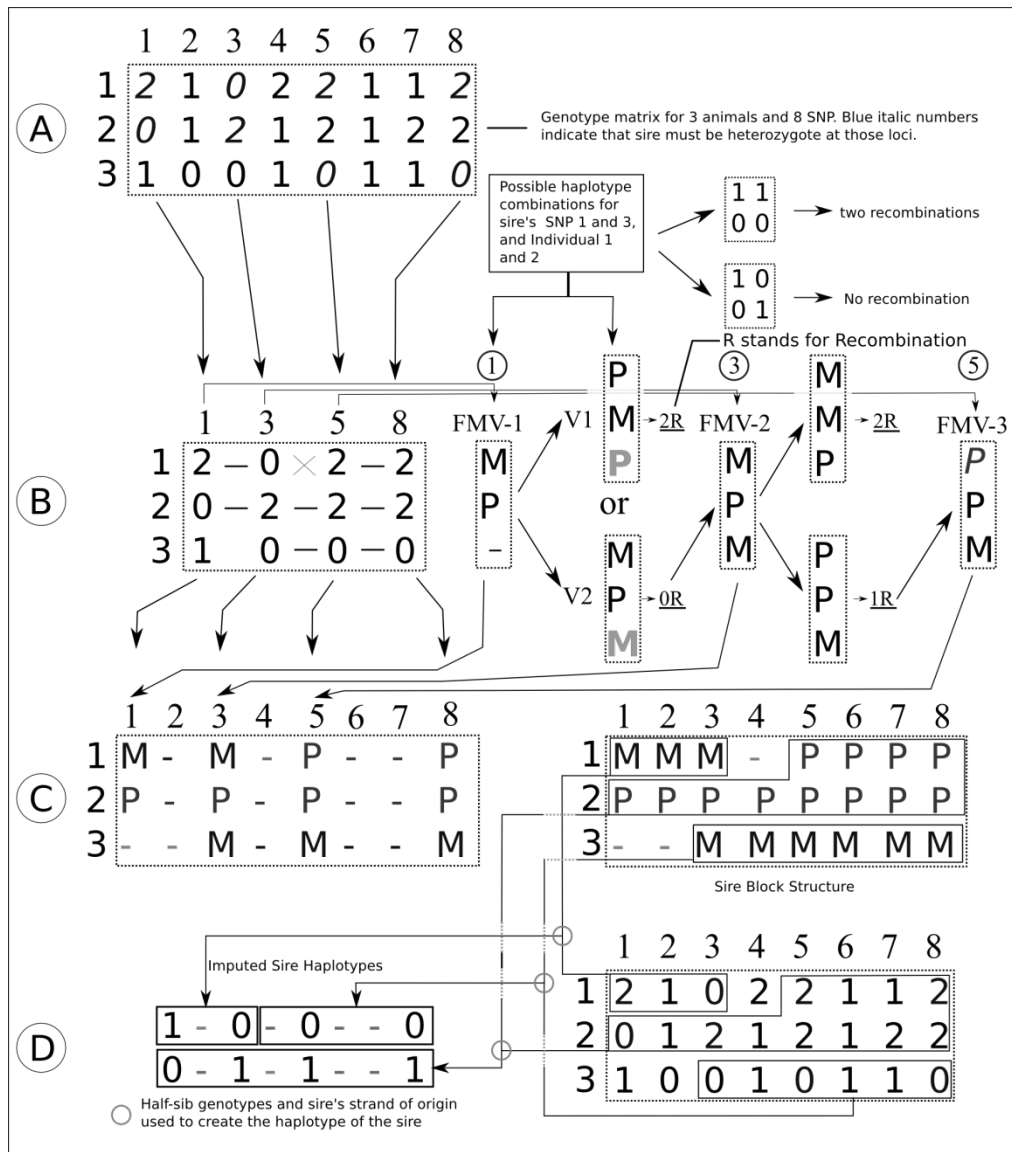 1 2 3 4 5 6 7 8
A
1 2 1 0 2 2 1 1 2
2 0 1 2 1 2 1 2 2
3 1 0 0 1 0 1 1 0
Genotype matrix for 3 animals and 8 SNP. Blue italic numbers
indicate that sire must be heterozygote at those loci.
Possible haplotype
combinations for
sire's SNP 1 and 3,
and Individual 1
and 2
1 1
0 0
two recombinations
1 0
0 1
No recombination
R stands for Recombination
1 3 5
B
1 3 5 8
1 2 – 0 × 2 – 2
2 0 – 2 – 2 – 2
3 1 0 – 0 – 0
FMV-1
M
P
-
V1
P
M
P
2R
or
V2
M
P
M
0R
FMV-2
M
P
M
M
M
P
2R
P
P
M
1R
FMV-3
P
P
M
C
1 2 3 4 5 6 7 8
1 M - M - P - - P
2 P - P - P - - P
3 - - M - M - - M
1 2 3 4 5 6 7 8
1 M M M - P P P P
2 P P P P P P P P
3 - - M M M M M M
Sire Block Structure
D
Imputed Sire Haplotypes
1 - 0 - 0 - - 0
0 - 1 - 1 - - 1
1 2 3 4 5 6 7 8
1 2 1 0 2 2 1 1 2
2 0 1 2 1 2 1 2 2
3 1 0 0 1 0 1 1 0
Half-sib genotypes and sire's strand of origin
used to create the haplotype of the sire